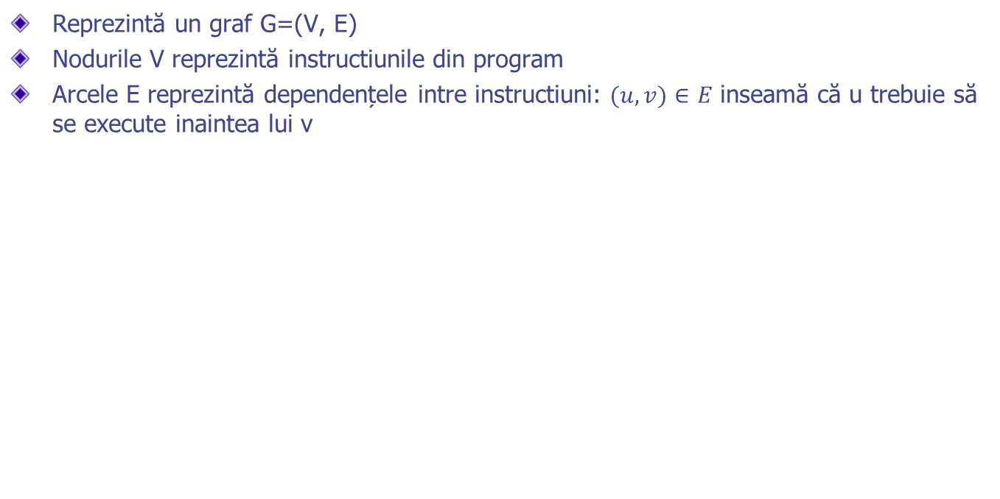 Reprezintă un graf G=(V, E)
Nodurile V reprezintă instructiunile din program
Arcele E reprezintă dependențele intre instructiuni: (u, v) ∈ E inseamă că u trebuie să
se execute inaintea lui v